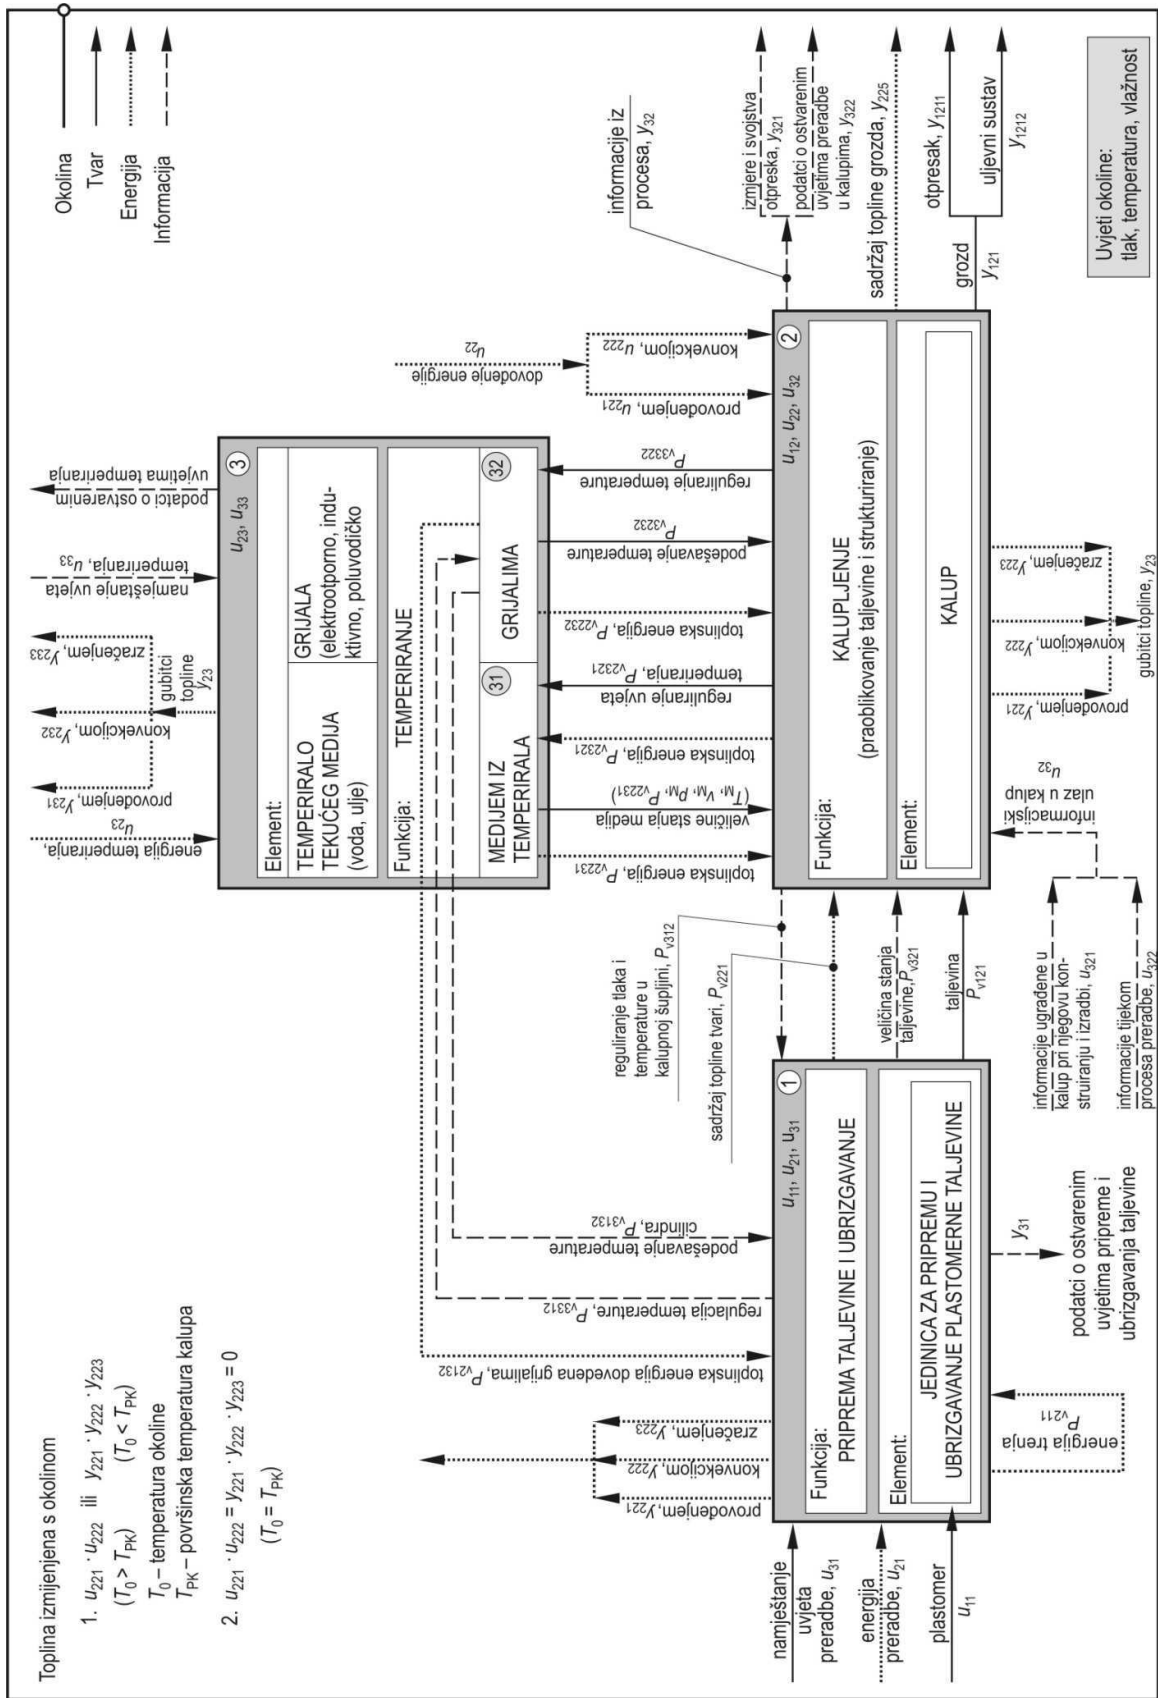 Toplina izmijenjena s okolinom
1. u221 · u222 ili y221 · y222 · y223
(T0 > TPK) (T0 < TPK)
T0 – temperatura okoline
TPK – površinska temperatura kalupa
2. u221 · u222 = y221 · y222 · y223 = 0
(T0 = TPK)
Okolina
Tvar
Energija
Informacija
energija temperiranja,
u23
provođenjem, y231
konvekcijom, y232
zračenjem, y233
gubitci
topline
y23
namještanje uvjeta
temperiranja, u33
podatci o ostvarenim
uvjetima temperiranja
u23, u33
3
Element:
TEMPERIRALO
TEKUĆEG MEDIJA
(voda, ulje)
GRIJALA
(elektrootporno, indu-
ktivno, poluvodičko
Funkcija:
TEMPERIRANJE
MEDIJEM IZ
TEMPERIRALA
31
GRIJALIMA
32
toplinska energija, Pv2231
veličine stanja medija
(TM, VM, pM, Pv2231)
toplinska energija, Pv2321
reguliranje uvjeta
temperiranja, Pv2321
toplinska energija, Pv2232
podešavanje temperature
Pv3232
reguliranje temperature
Pv3322
dovođenje energije
u22
provođenjem, u221
konvekcijom, u222
informacije iz
procesa, y32
izmjere i svojstva
otpreska, y321
podatci o ostvarenim
uvjetima preradbe
u kalupima, y322
sadržaj topline grozda, y225
otpresak, y1211
grozd
y121
uljevni sustav
y1212
Uvjeti okoline:
tlak, temperatura, vlažnost
provođenjem, y221
konvekcijom, y222
zračenjem, y223
toplinska energija dovedena grijalima, Pv2132
regulacija temperature, Pv3312
podešavanje temperature
cilindra, Pv3132
reguliranje tlaka i
temperature u
kalupnoj šupljini, Pv312
sadržaj topline tvari, Pv221
namještanje
uvjeta
preradbe, u31
energija
preradbe, u21
plastomer
u11
u11, u21, u31
1
Funkcija:
PRIPREMA TALJEVINE I UBRIZGAVANJE
Element:
JEDINICA ZA PRIPREMU I
UBRIZGAVANJE PLASTOMERNE TALJEVINE
energija trenja
Pv211
y31
podatci o ostvarenim
uvjetima pripreme i
ubrizgavanja taljevine
veličina stanja
taljevine,Pv321
taljevina
Pv121
u12, u22, u32
2
Funkcija:
KALUPLJENJE
(praoblikovanje taljevine i strukturiranje)
Element:
KALUP
informacije ugrađene u
kalup pri njegovu kon-
struiranju i izradbi, u321
informacije tijekom
procesa preradbe, u322
informacijski
ulaz u kalup
u32
provođenjem, y221
konvekcijom, y222
zračenjem, y223
gubitci topline, y23